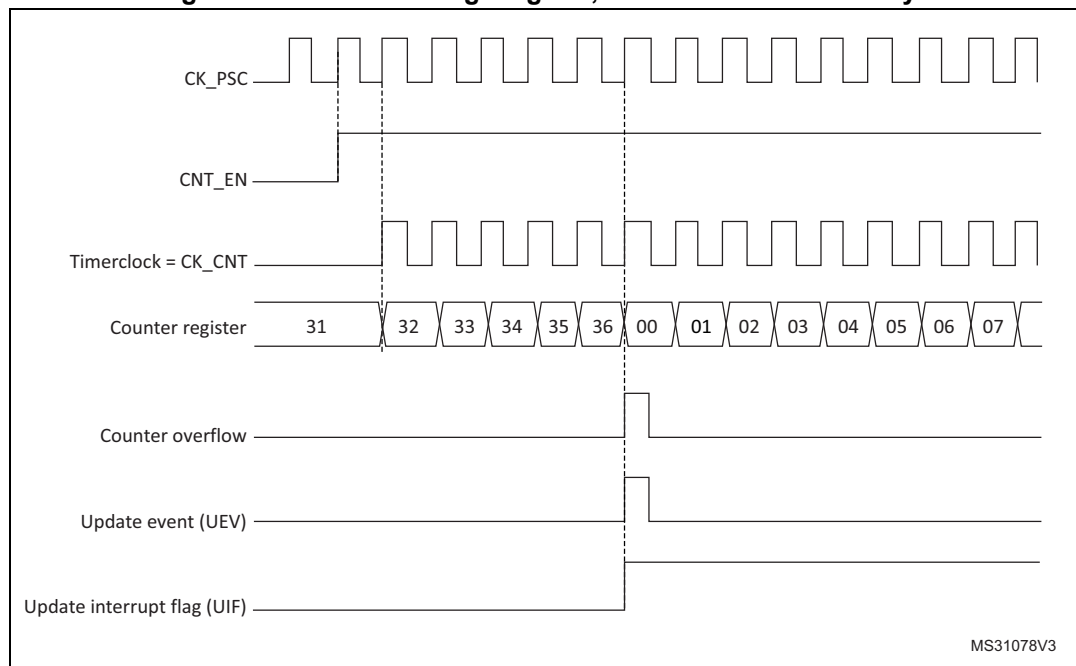 CK_PSC
CNT_EN
Timerclock = CK_CNT
Counter register 31 32 33 34 35 36 00 01 02 03 04 05 06 07
Counter overflow
Update event (UEV)
Update interrupt flag (UIF)
MS31078V3